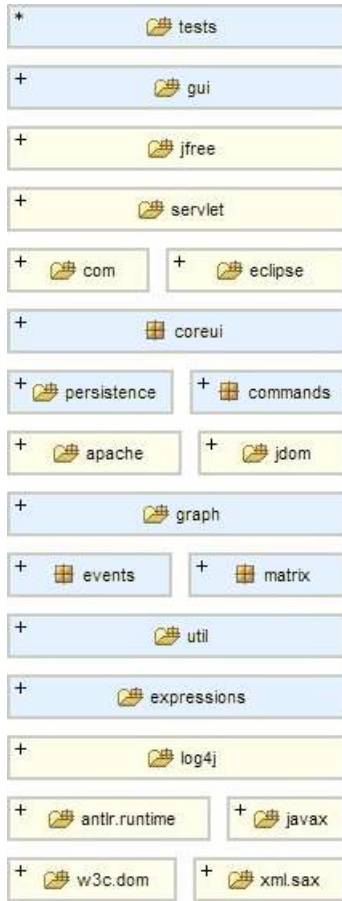 * tests
+ gui
+ jfree
+ servlet
+ com + eclipse
+ coreui
+ persistence + commands
+ apache + jdom
+ graph
+ events + matrix
+ util
+ expressions
+ log4j
+ antlr.runtime + javax
+ w3c.dom + xml.sax